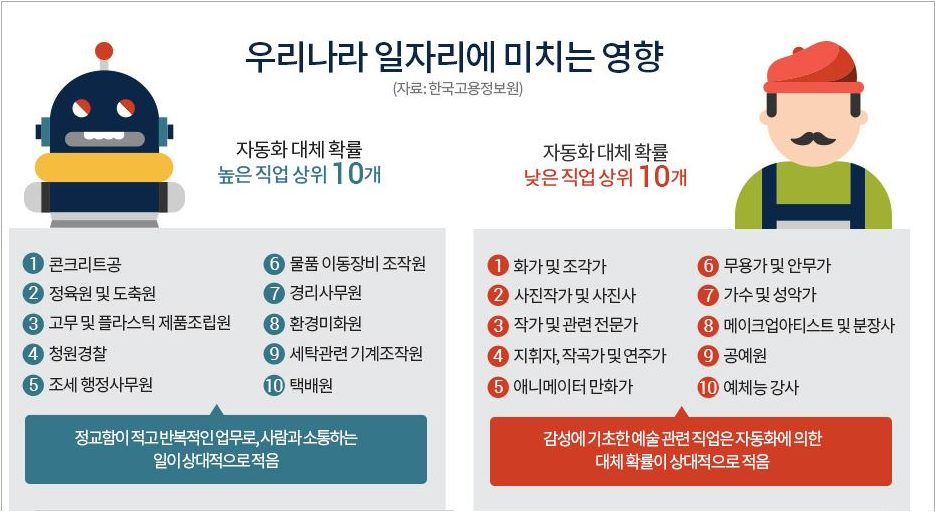 우리나라 일자리에 미치는 영향
(자료: 한국고용정보원)
자동화 대체 확률
높은 직업 상위 10개
1 콘크리트공
2 정육원 및 도축원
3 고무 및 플라스틱 제품조립원
4 청원경찰
5 조세 행정사무원
6 물품 이동장비 조작원
7 경리사무원
8 환경미화원
9 세탁관련 기계조작원
10 택배원
정교함이 적고 반복적인 업무로, 사람과 소통하는
일이 상대적으로 적음
자동화 대체 확률
낮은 직업 상위 10개
1 화가 및 조각가
2 사진작가 및 사진사
3 작가 및 관련 전문가
4 지휘자, 작곡가 및 연주가
5 애니메이터 만화가
6 무용가 및 안무가
7 가수 및 성악가
8 메이크업아티스트 및 분장사
9 공예원
10 예체능 강사
감성에 기초한 예술 관련 직업은 자동화에 의한
대체 확률이 상대적으로 적음